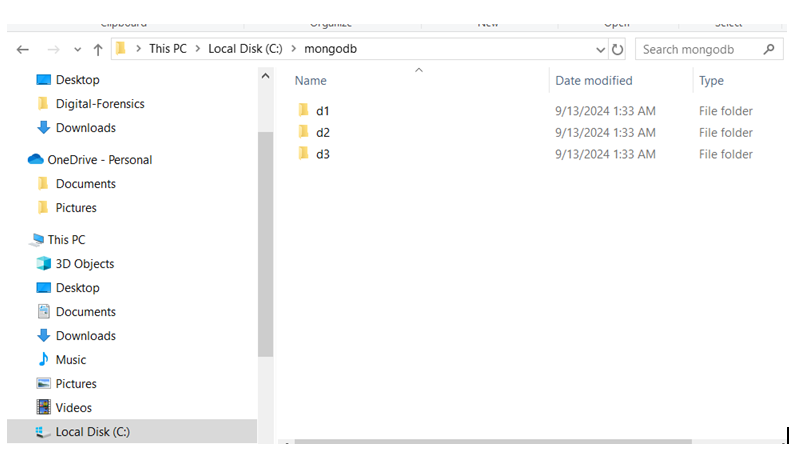 Clipboard Organize New Open Select
This PC Local Disk (C:) mongodb Search mongodb
Desktop
Digital-Forensics
Downloads
OneDrive - Personal
Documents
Pictures
This PC
3D Objects
Desktop
Documents
Downloads
Music
Pictures
Videos
Local Disk (C:)
Name Date modified Type
d1 9/13/2024 1:33 AM File folder
d2 9/13/2024 1:33 AM File folder
d3 9/13/2024 1:33 AM File folder